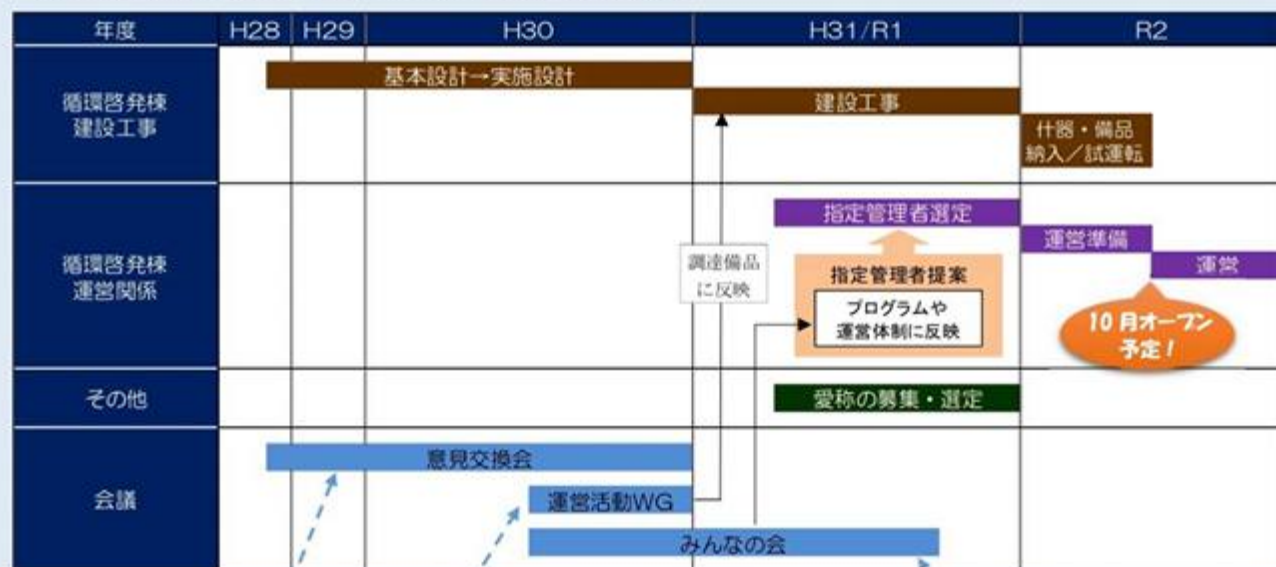 年度
H28
H29
H30
H31/R1
R2
循環啓発棟
建設工事
基本設計→実施設計
建設工事
什器・備品
納入／試運転
循環啓発棟
運営関係
指定管理者選定
運営準備
運営
調達備品
に反映
指定管理者提案
プログラムや
運営体制に反映
10月オープン
予定！
その他
愛称の募集・選定
会議
意見交換会
運営活動WG
みんなの会